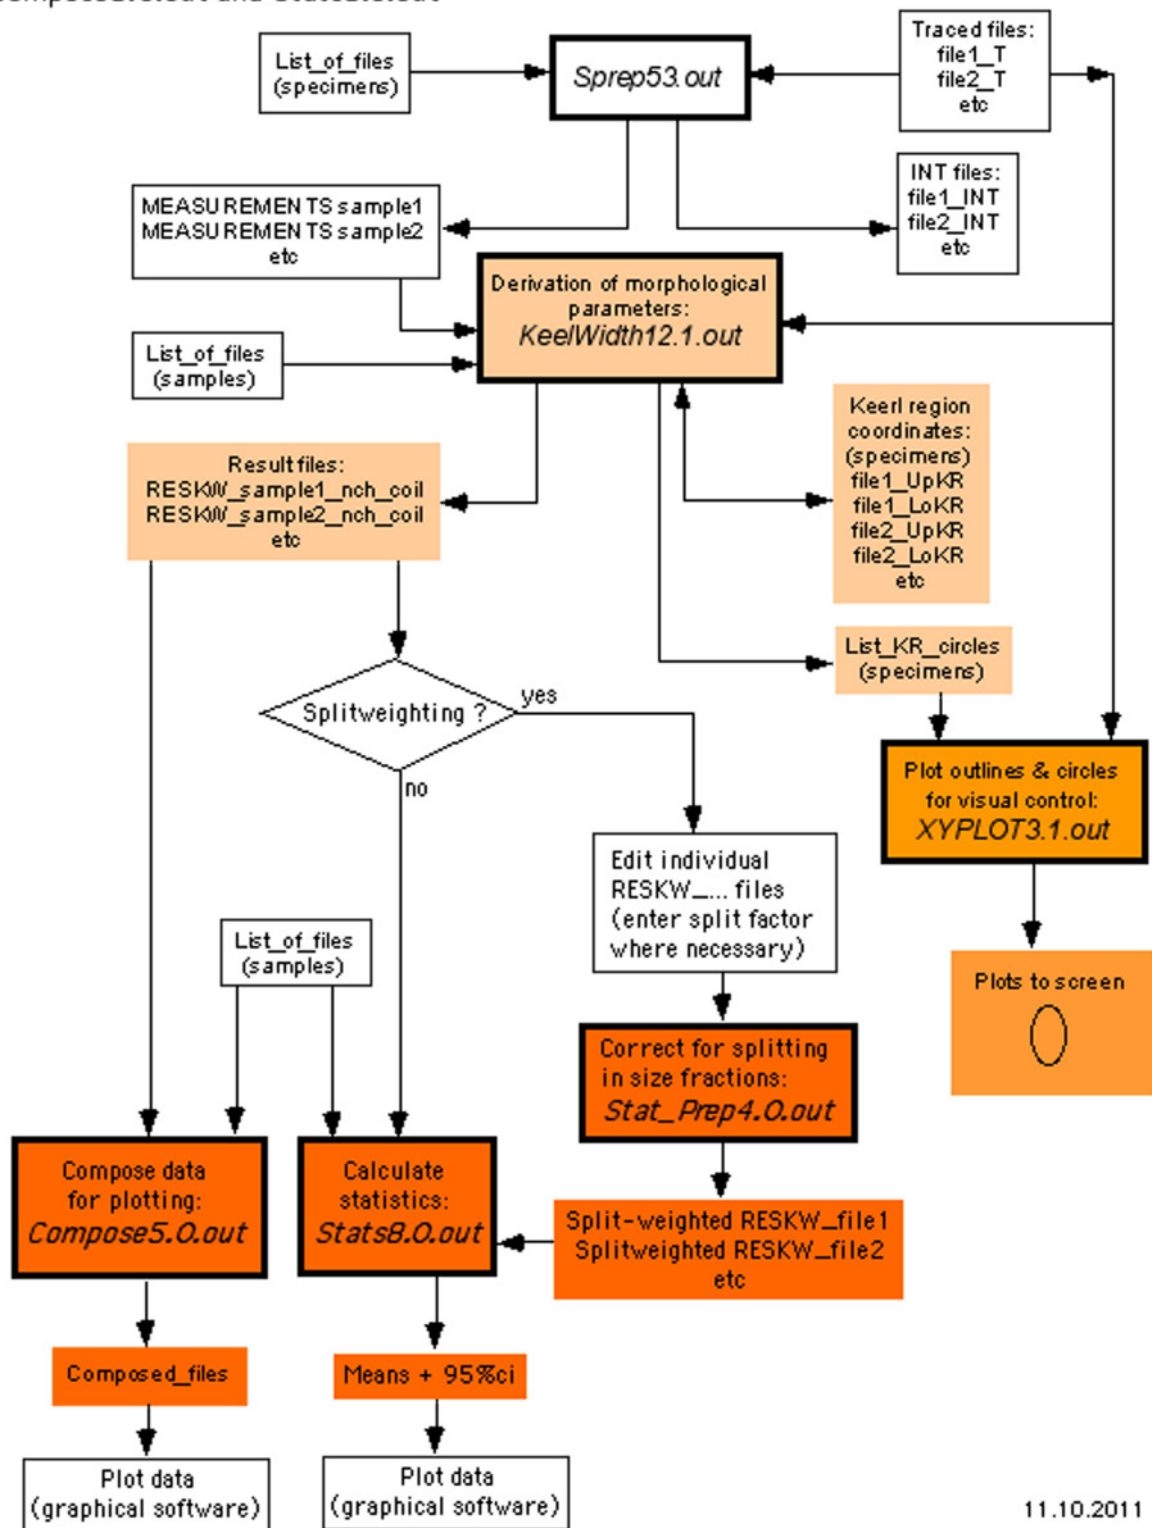 List_of_files
(specimens)
Sprep53.out
Traced files:
file1_T
file2_T
etc
INT files:
file1_INT
file2_INT
etc
MEASUREMENTS sample1
MEASUREMENTS sample2
etc
Derivation of morphological
parameters:
KeelWidth12.1.out
List_of_files
(samples)
Keerl region
coordinates:
(specimens)
file1_UpKR
file1_LoKR
file2_UpKR
file2_LoKR
etc
Result files:
RESKW_sample1_nch_coil
RESKW_sample2_nch_coil
etc
List_KR_circles
(specimens)
Splitweighting ?
yes
no
Plot outlines & circles
for visual control:
XYPLOT3.1.out
Edit individual
RESKW_... files
(enter split factor
where necessary)
List_of_files
(samples)
Plots to screen
Correct for splitting
in size fractions:
Stat_Prep4.0.out
Compose data
for plotting:
Compose5.0.out
Calculate
statistics:
Stats8.0.out
Split-weighted RESKW_file1
Splitweighted RESKW_file2
etc
Composed_files
Means + 95%ci
Plot data
(graphical software)
Plot data
(graphical software)
11.10.2011